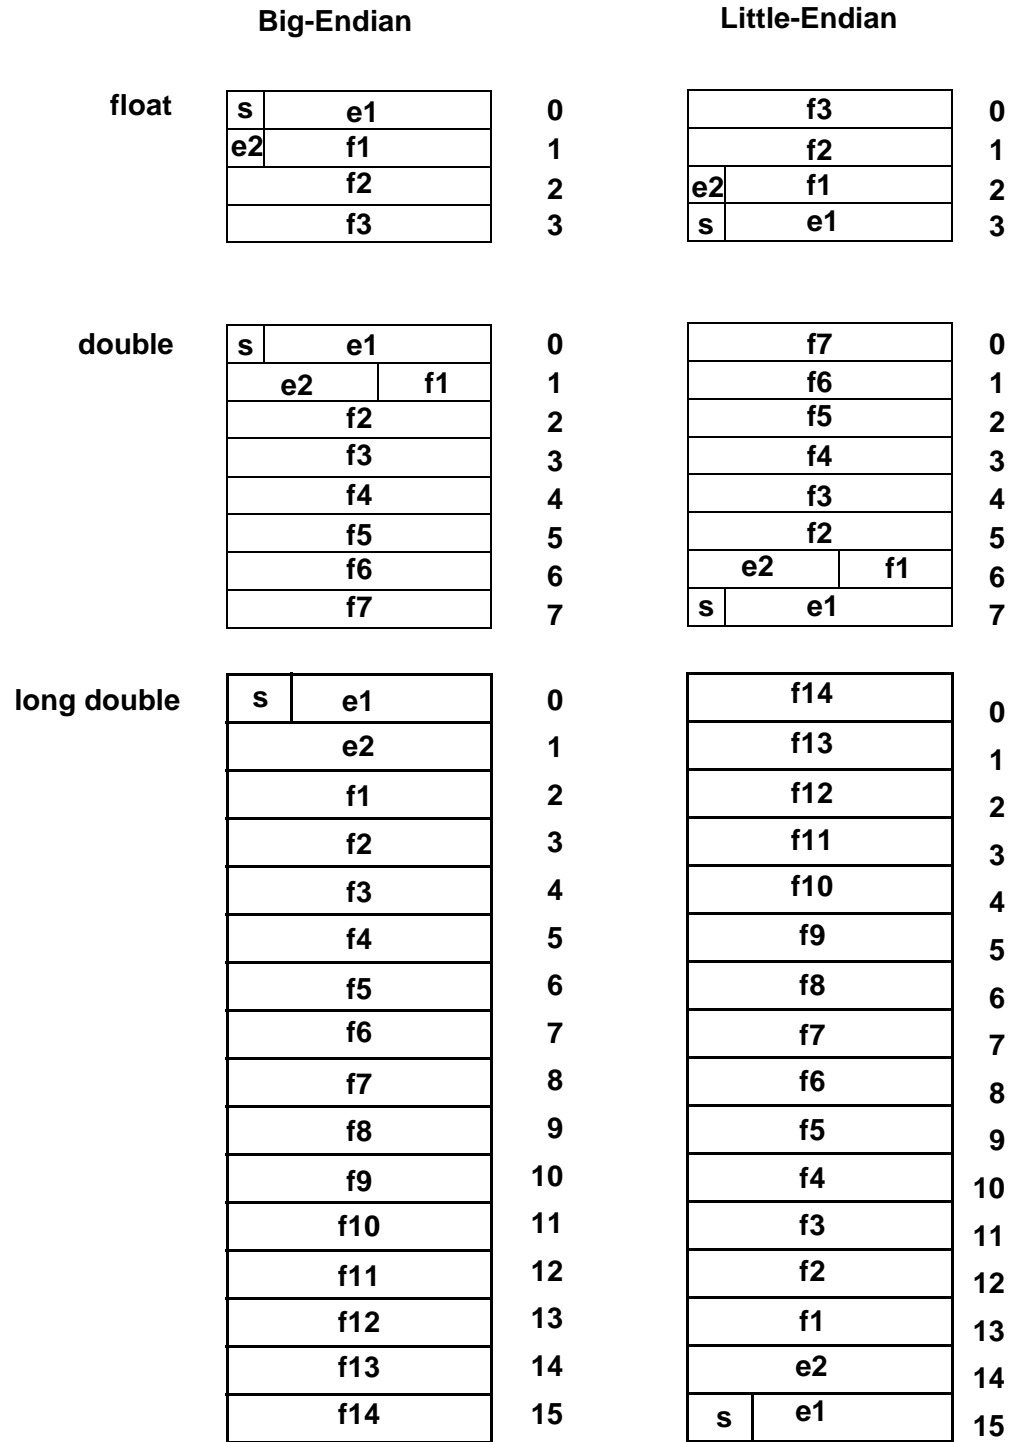 Big-Endian Little-Endian
float s e1 0 f3 0
e2 f1 1 f2 1
f2 2 e2 f1 2
f3 3 s e1 3
double s e1 0 f7 0
e2 f1 1 f6 1
f2 2 f5 2
f3 3 f4 3
f4 4 f3 4
f5 5 f2 5
f6 6 e2 f1 6
f7 7 s e1 7
long double s e1 0 f14 0
e2 1 f13 1
f1 2 f12 2
f2 3 f11 3
f3 4 f10 4
f4 5 f9 5
f5 6 f8 6
f6 7 f7 7
f7 8 f6 8
f8 9 f5 9
f9 10 f4 10
f10 11 f3 11
f11 12 f2 12
f12 13 f1 13
f13 14 e2 14
f14 15 s e1 15